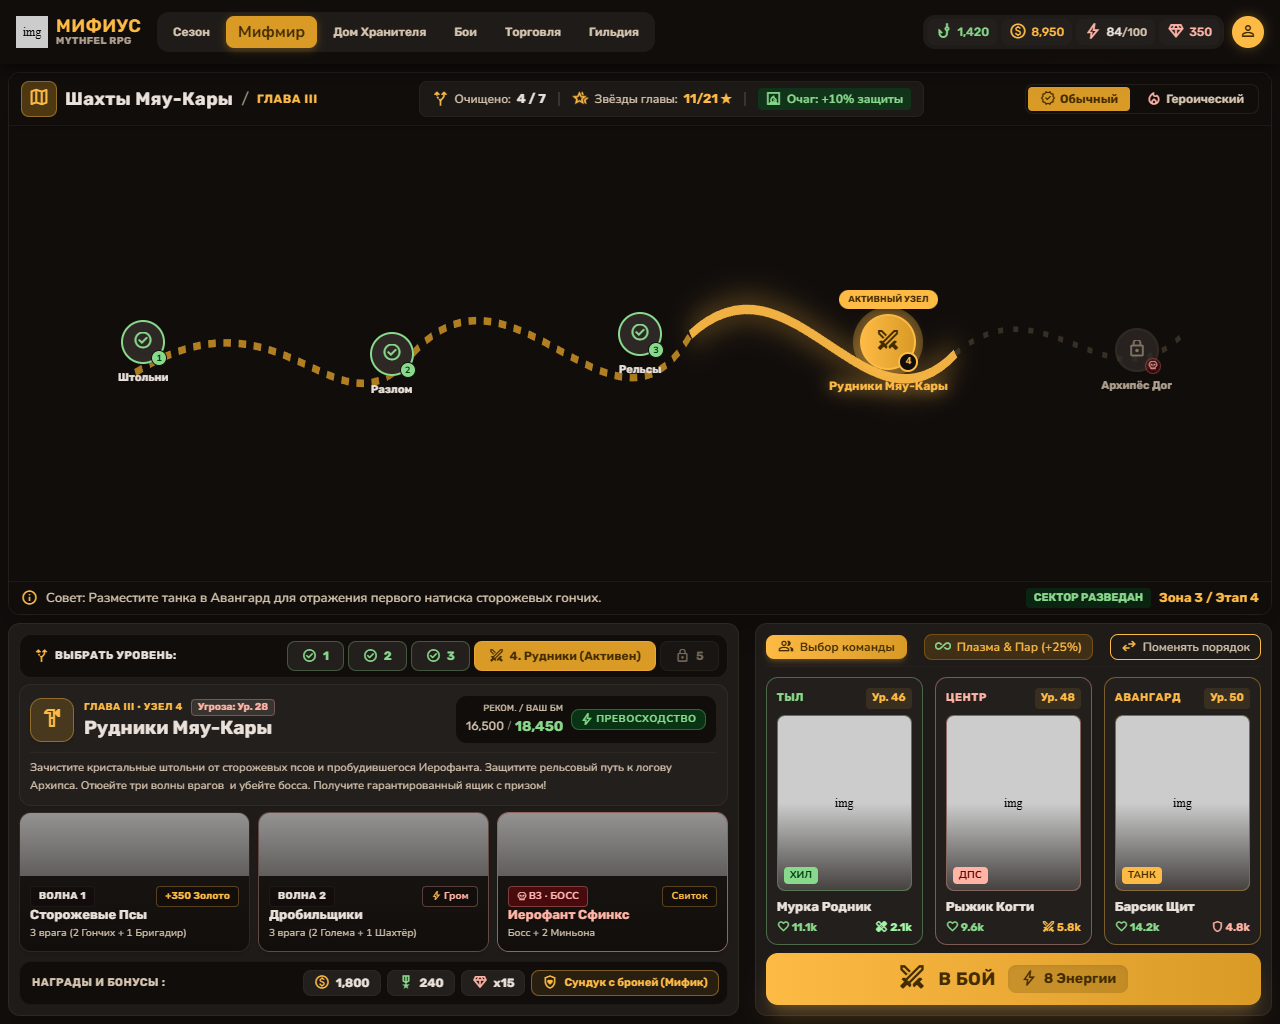 img МИФИУС
MYTHFEL RPG
Сезон Мифмир Дом Хранителя Бои Торговля Гильдия
1,420 8,950 84/100 350
Шахты Мяу-Кары / ГЛАВА III
Очищено: 4 / 7 | Звёзды главы: 11/21★ | Очаг: +10% защиты
Обычный Героический
АКТИВНЫЙ УЗЕЛ
1
Штольни
2
Разлом
3
Рельсы
4
Рудники Мяу-Кары
Архипёс Дог
Совет: Разместите танка в Авангард для отражения первого натиска сторожевых гончих.
СЕКТОР РАЗВЕДАН Зона 3 / Этап 4
ВЫБРАТЬ УРОВЕНЬ: 1 2 3 4. Рудники (Активен) 5
ГЛАВА III • УЗЕЛ 4 Угроза: Ур. 28
Рудники Мяу-Кары
РЕКОМ. / ВАШ БМ
16,500 / 18,450 ПРЕВОСХОДСТВО
Зачистите кристальные штольни от сторожевых псов и пробудившегося Иерофанта. Защитите рельсовый путь к логову
Архипса. Отюейте три волны врагов и убейте босса. Получите гарантированный ящик с призом!
ВОЛНА 1 +350 Золото
Сторожевые Псы
3 врага (2 Гончих + 1 Бригадир)
ВОЛНА 2 Гром
Дробильщики
3 врага (2 Голема + 1 Шахтёр)
В3 · БОСС Свиток
Иерофант Сфинкс
Босс + 2 Миньона
НАГРАДЫ И БОНУСЫ : 1,800 240 x15 Сундук с броней (Мифик)
Выбор команды Плазма & Пар (+25%) Поменять порядок
ТЫЛ Ур. 46
img
ХИЛ
Мурка Родник
11.1k 2.1k
ЦЕНТР Ур. 48
img
ДПС
Рыжик Когти
9.6k 5.8k
АВАНГАРД Ур. 50
img
ТАНК
Барсик Щит
14.2k 4.8k
В БОЙ 8 Энергии